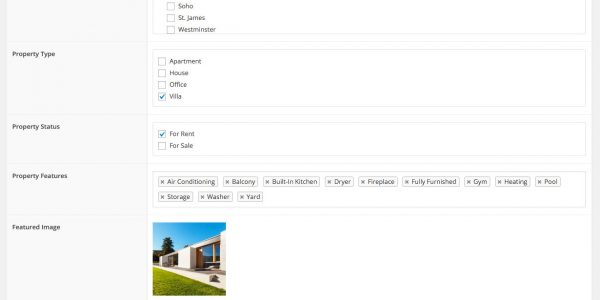 Soho
St. James
Westminster
Property Type
Apartment
House
Office
Villa
Property Status
For Rent
For Sale
Property Features
× Air Conditioning × Balcony × Built-In Kitchen × Dryer × Fireplace × Fully Furnished × Gym × Heating × Pool
× Storage × Washer × Yard
Featured Image